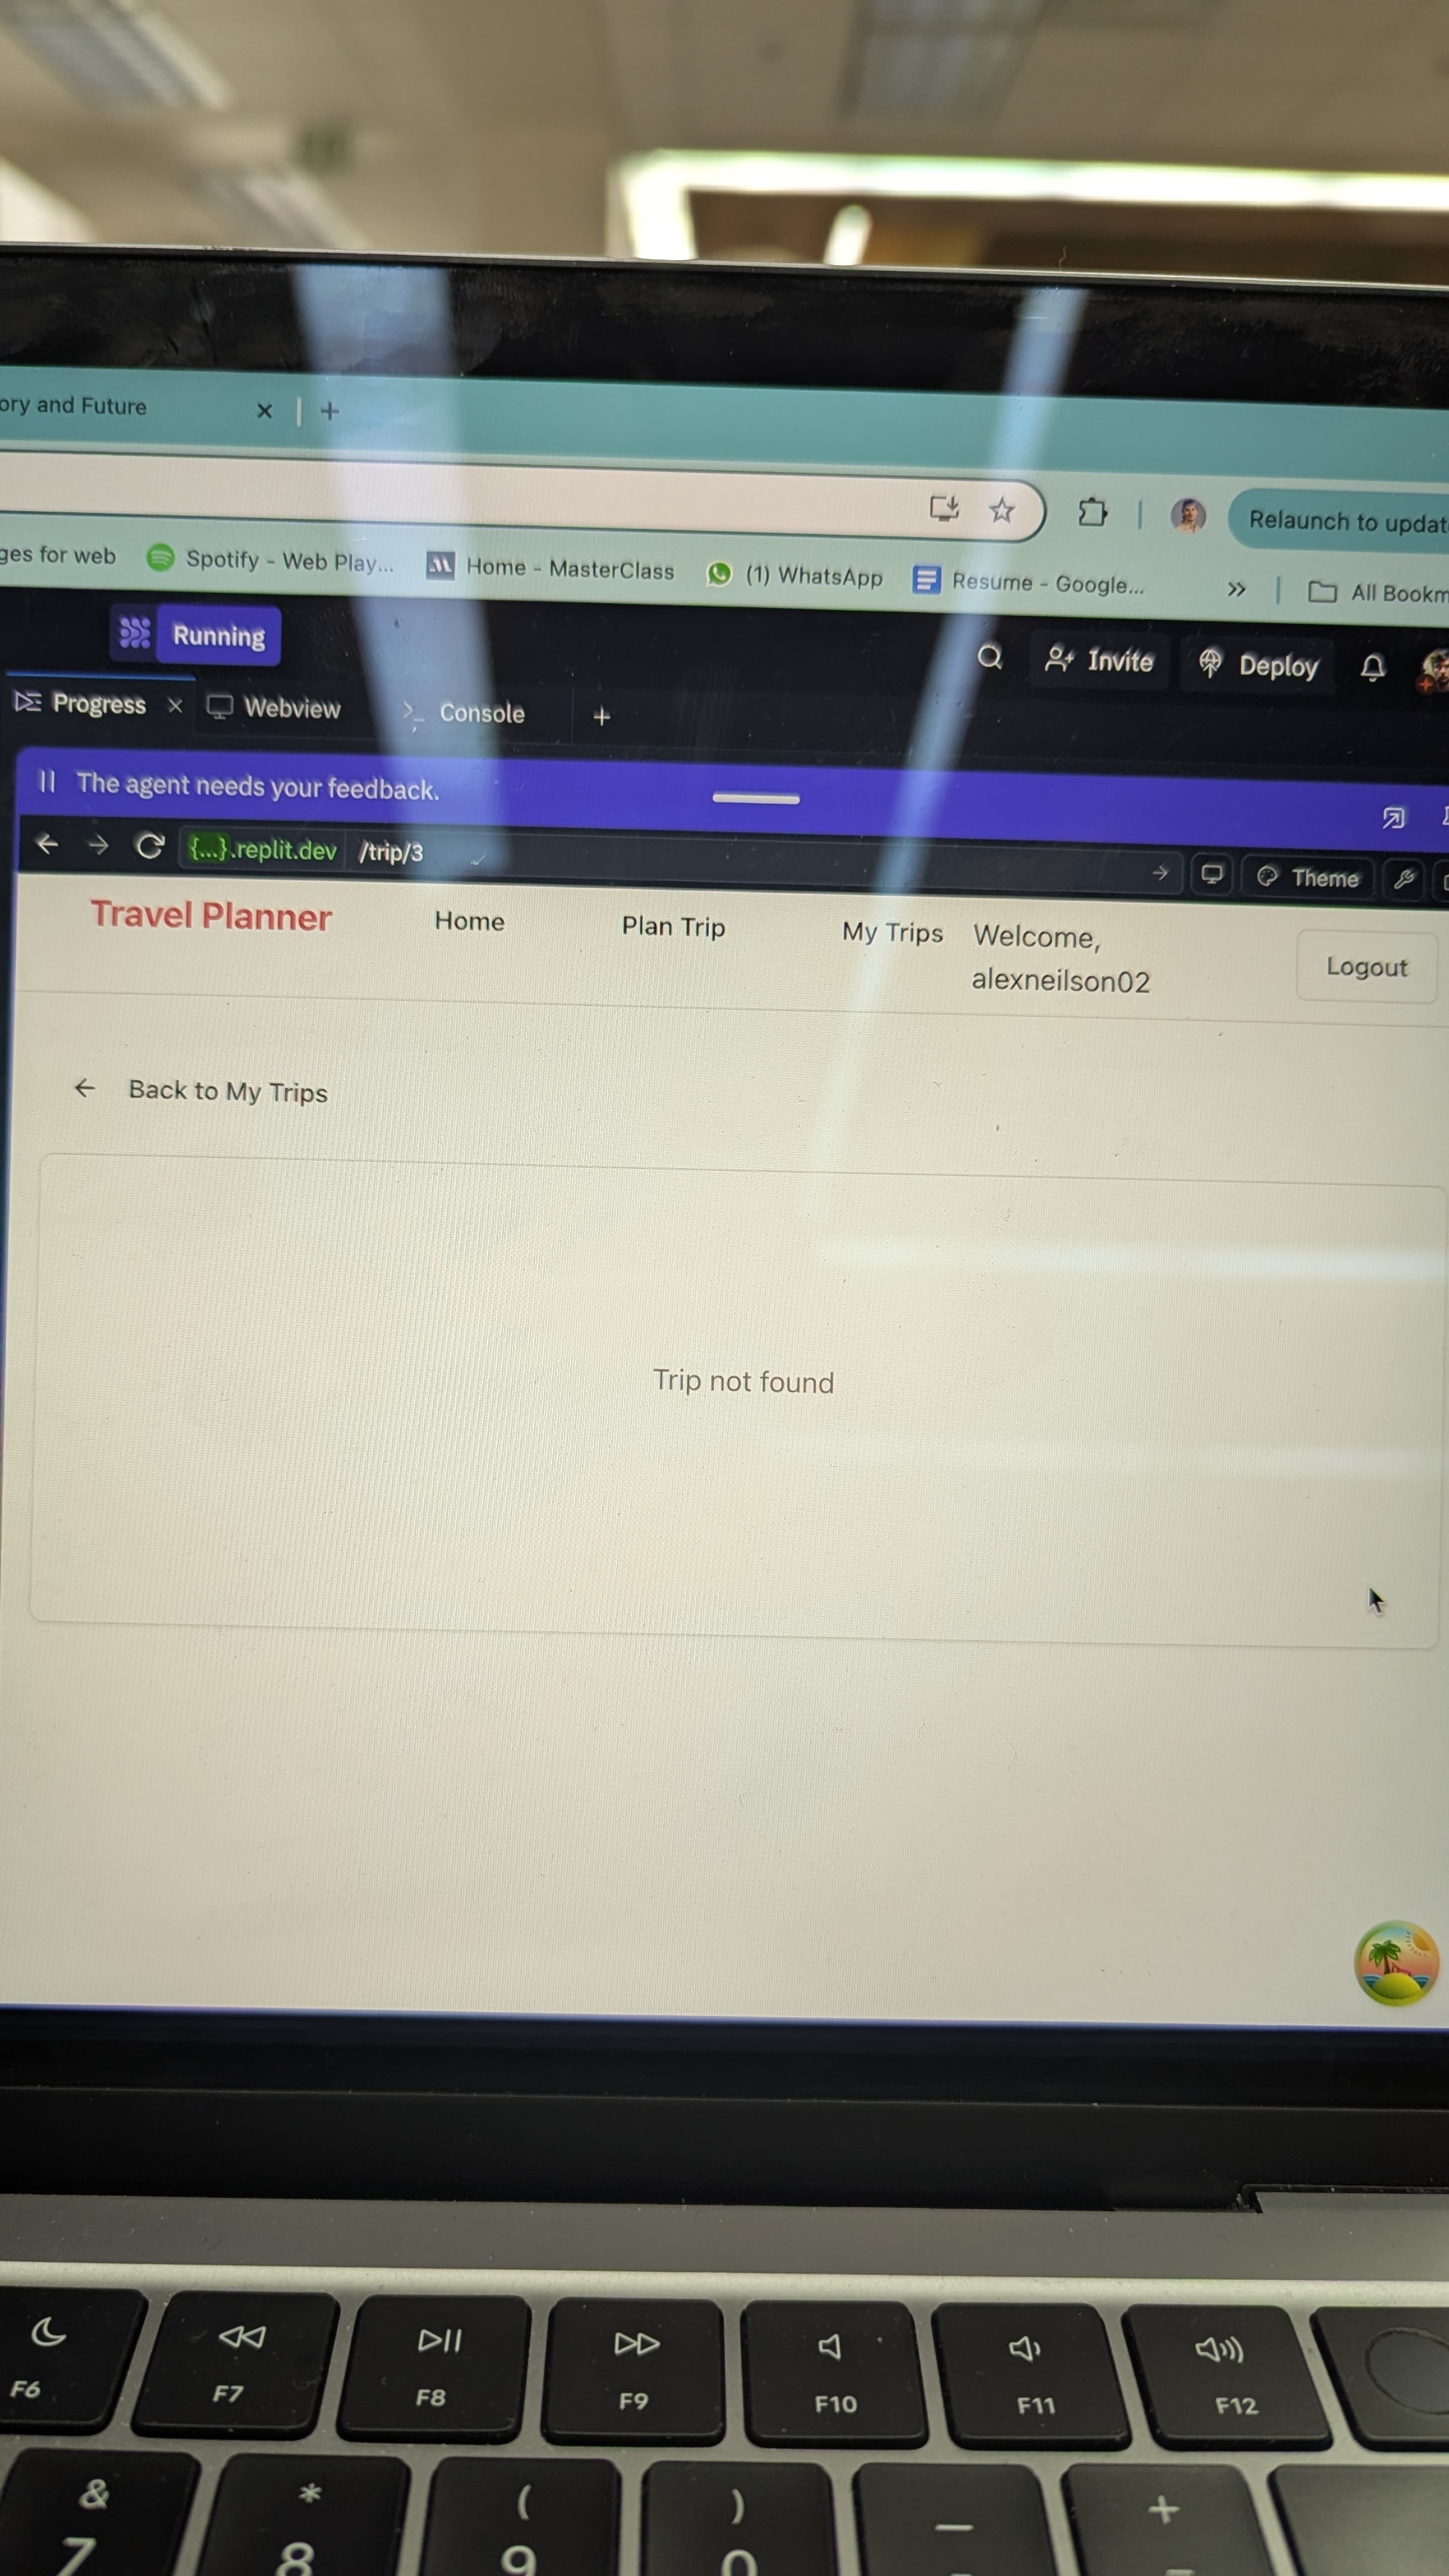 ory and Future
Relaunch to updat
ges for web Spotify - Web Play... Home - MasterClass (1) WhatsApp Resume - Google... All Bookm
Running Invite Deploy
Progress Webview Console
The agent needs your feedback.
{...}.replit.dev /trip/3 Theme
Travel Planner Home Plan Trip My Trips Welcome,
alexneilson02 Logout
Back to My Trips
Trip not found
F6 F7 F8 F9 F10 F11 F12
& * ( ) _ +
7 8 9 0 - =